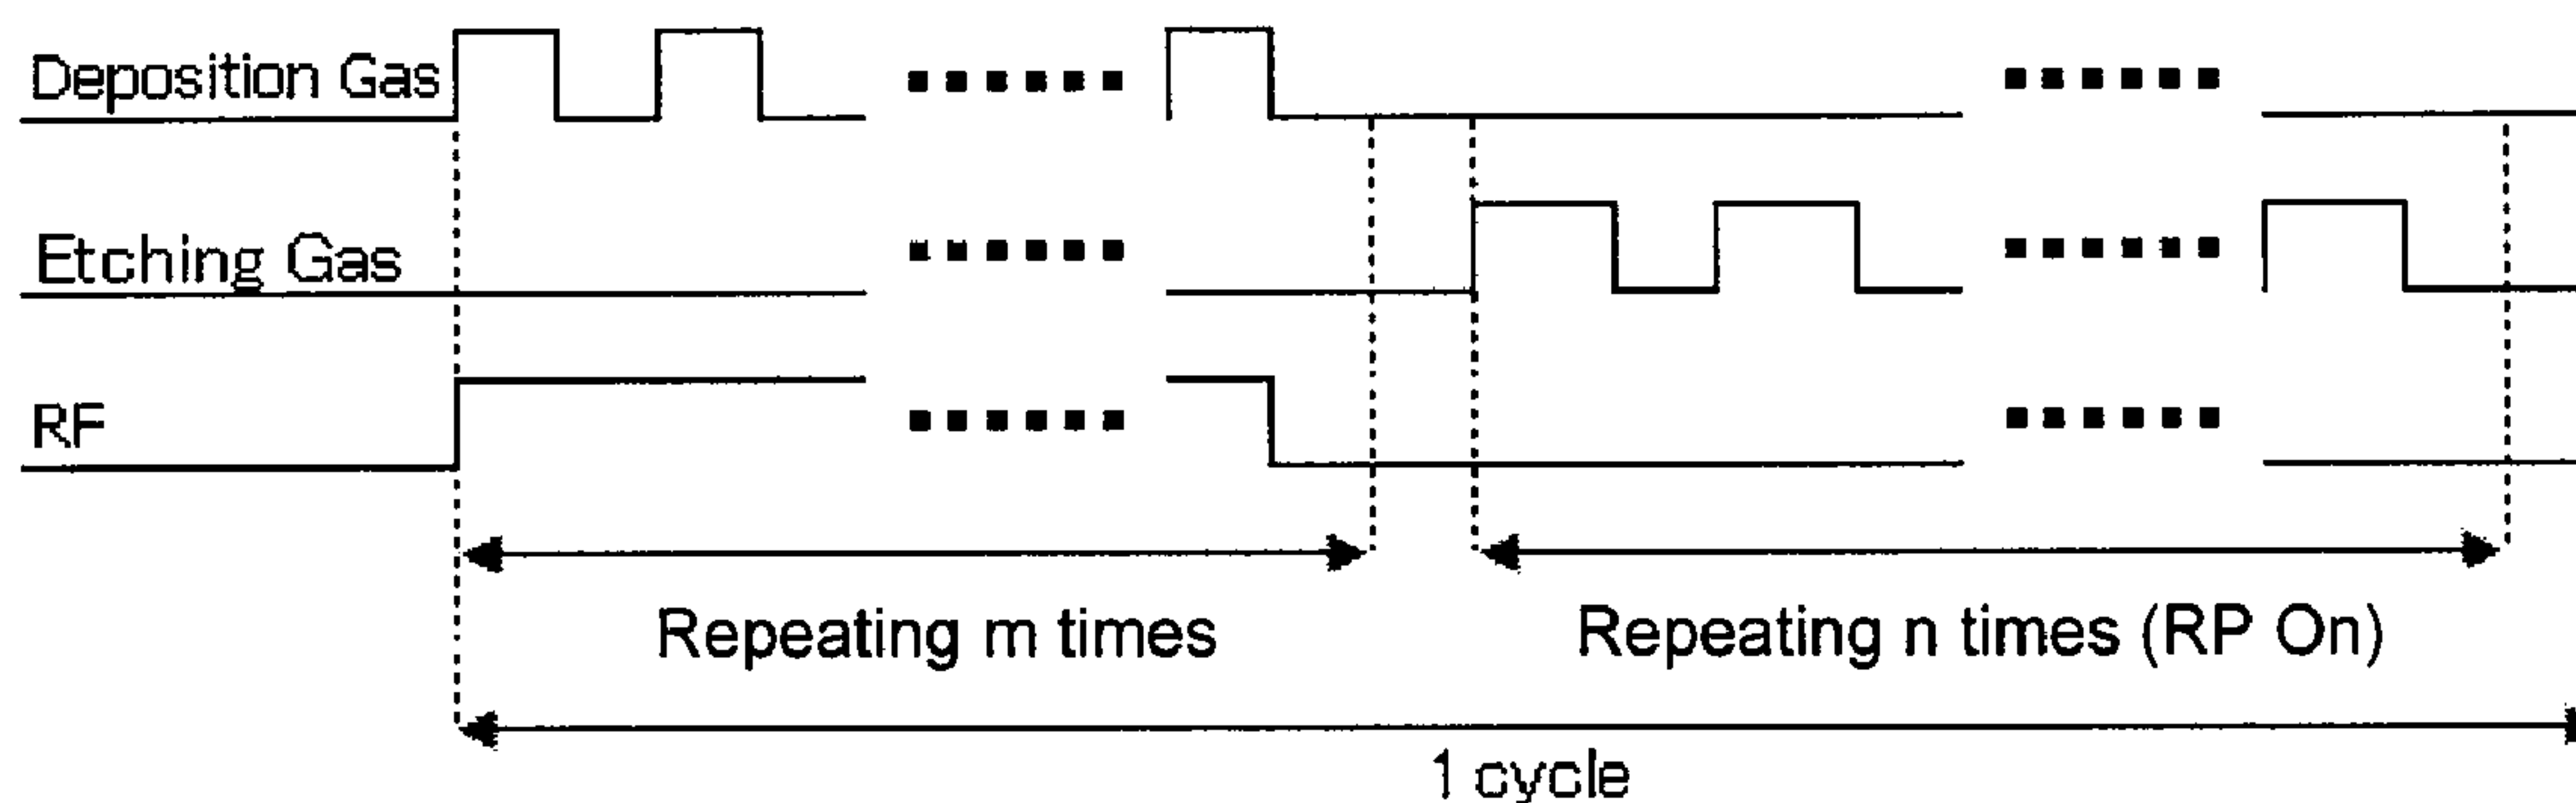 Deposition Gas
Etching Gas
RF
Repeating m times
Repeating n times (RP On)
1 cycle